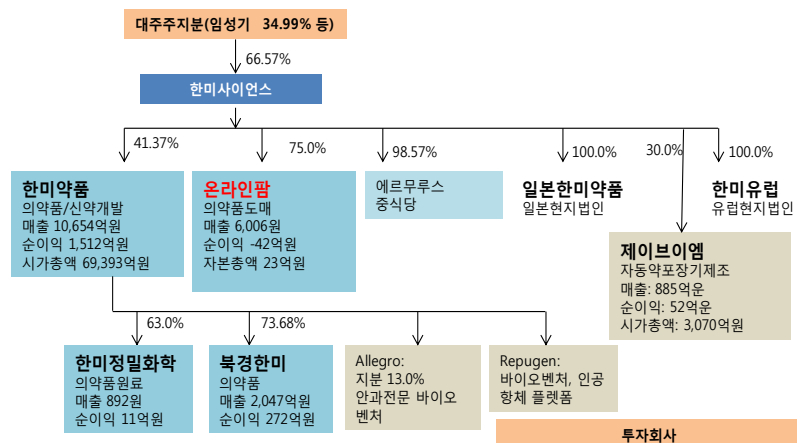 대주주지분(임성기 34.99% 등)
66.57%
한미사이언스
41.37%
75.0%
98.57%
100.0%
30.0%
100.0%
한미약품
의약품/신약개발
매출 10,654억원
순이익 1,512억원
시가총액 69,393억원
온라인팜
의약품도매
매출 6,006원
순이익 -42억원
자본총액 23억원
에르무루스
중식당
일본한미약품
일본현지법인
한미유럽
유럽현지법인
제이브이엠
자동약포장기제조
매출: 885억운
순이익: 52억운
시가총액: 3,070억원
63.0%
73.68%
한미정밀화학
의약품원료
매출 892원
순이익 11억원
북경한미
의약품
매출 2,047억원
순이익 272억원
Allegro:
지분 13.0%
안과전문 바이오
벤처
Repugen:
바이오벤처, 인공
항체 플렛폼
투자회사